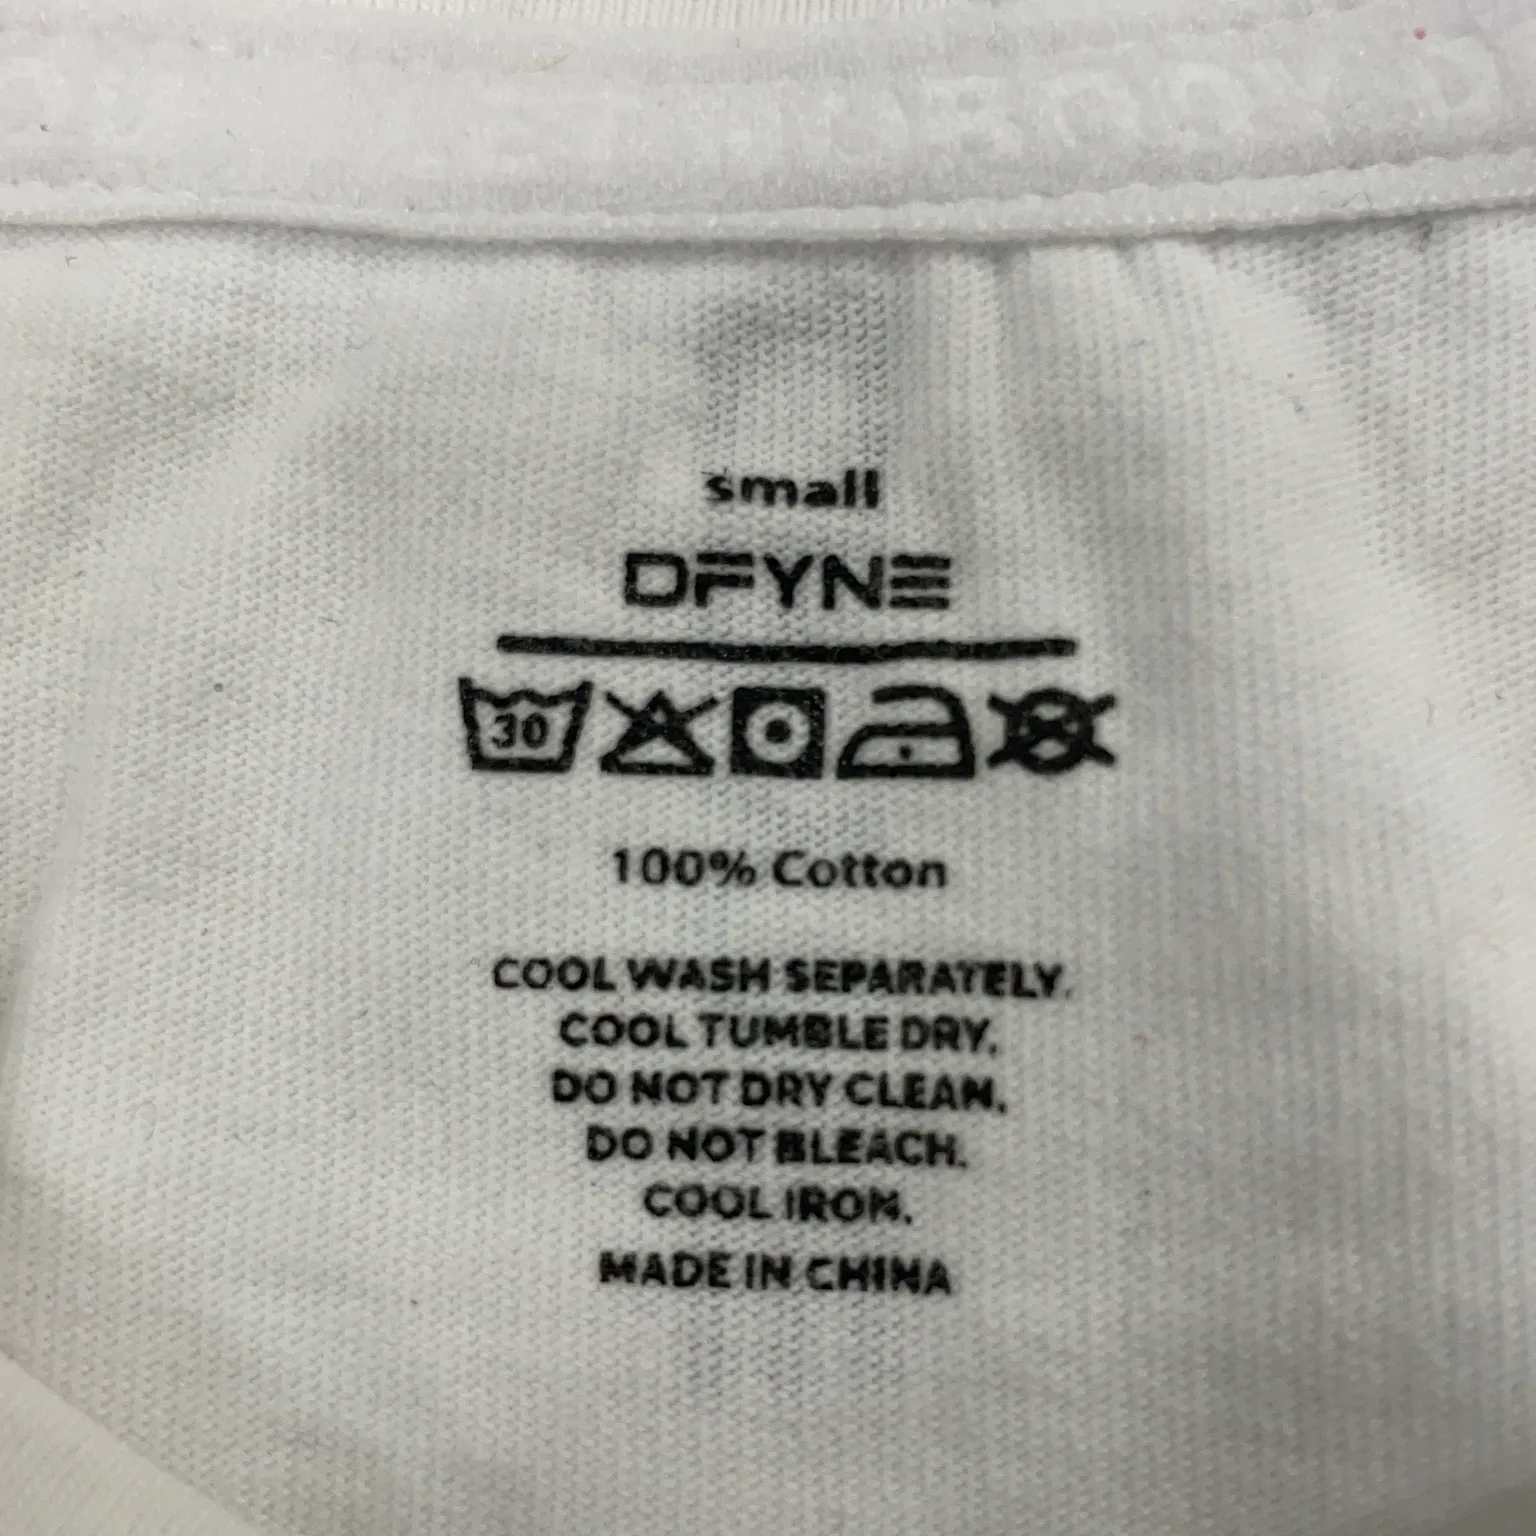 small
DFYNE
30
100% Cotton
COOL WASH SEPARATELY.
COOL TUMBLE DRY.
DO NOT DRY CLEAN.
DO NOT BLEACH.
COOL IRON.
MADE IN CHINA